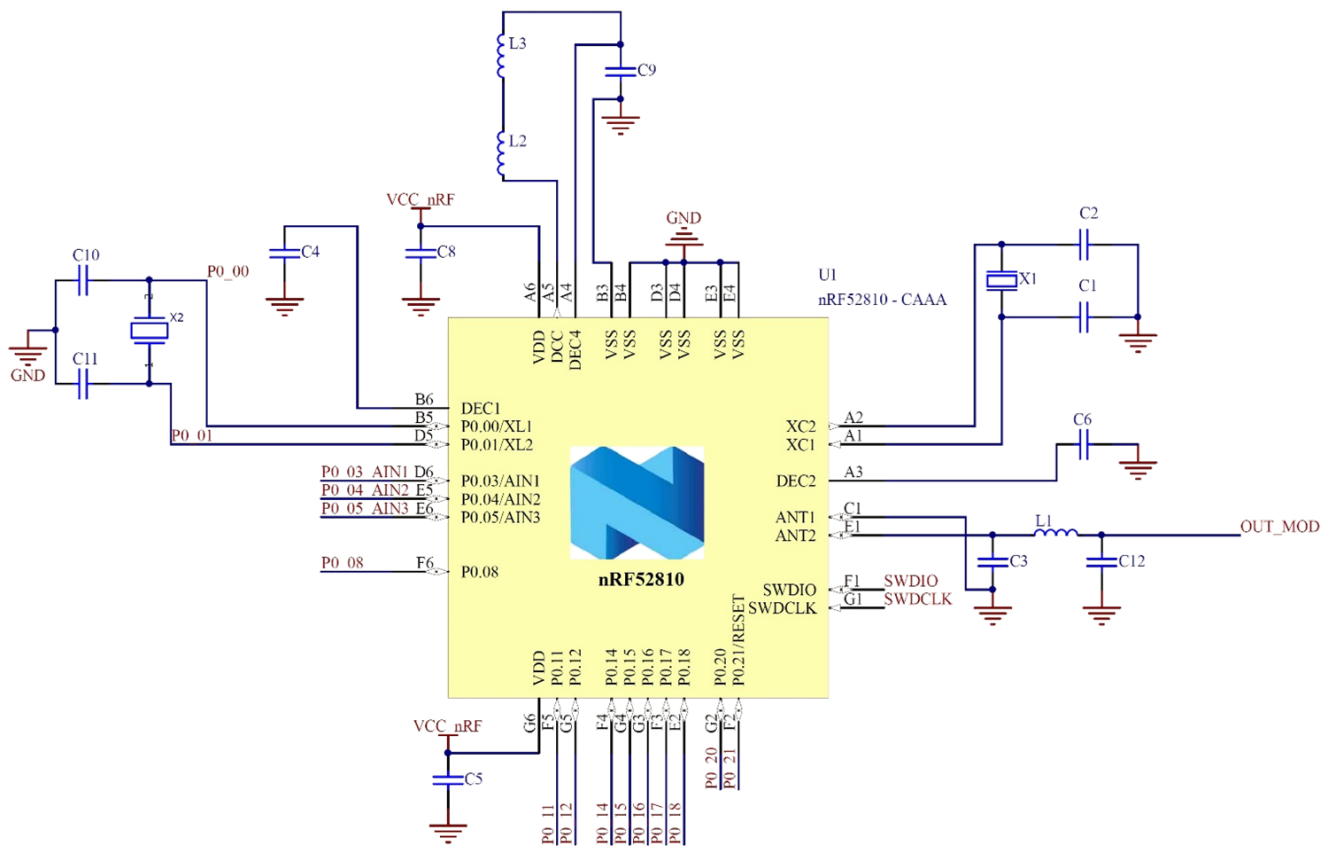 L3
C9
L2
VCC_nRF
C8
C4
GND
C10
P0_00
2
X2
1
C11
GND
P0_01
C2
X1
C1
U1
nRF52810 - CAAA
A6
A5
A4
B3
B4
D3
D4
E3
E4
VDD
DCC
DEC4
VSS
VSS
VSS
VSS
VSS
VSS
B6
DEC1
B5
P0.00/XL1
D5
P0.01/XL2
P0_03_AIN1
D6
P0.03/AIN1
P0_04_AIN2
E5
P0.04/AIN2
P0_05_AIN3
E6
P0.05/AIN3
P0_08
F6
P0.08
nRF52810
XC2
A2
XC1
A1
C6
DEC2
A3
ANT1
C1
ANT2
E1
L1
OUT_MOD
C3
C12
SWDIO
F1
SWDIO
SWDCLK
G1
SWDCLK
VDD
P0.11
P0.12
P0.14
P0.15
P0.16
P0.17
P0.18
P0.20
P0.21/RESET
G6
F5
G5
F4
G4
G3
F3
E2
G2
F2
VCC_nRF
C5
P0_11
P0_12
P0_14
P0_15
P0_16
P0_17
P0_18
P0_20
P0_21